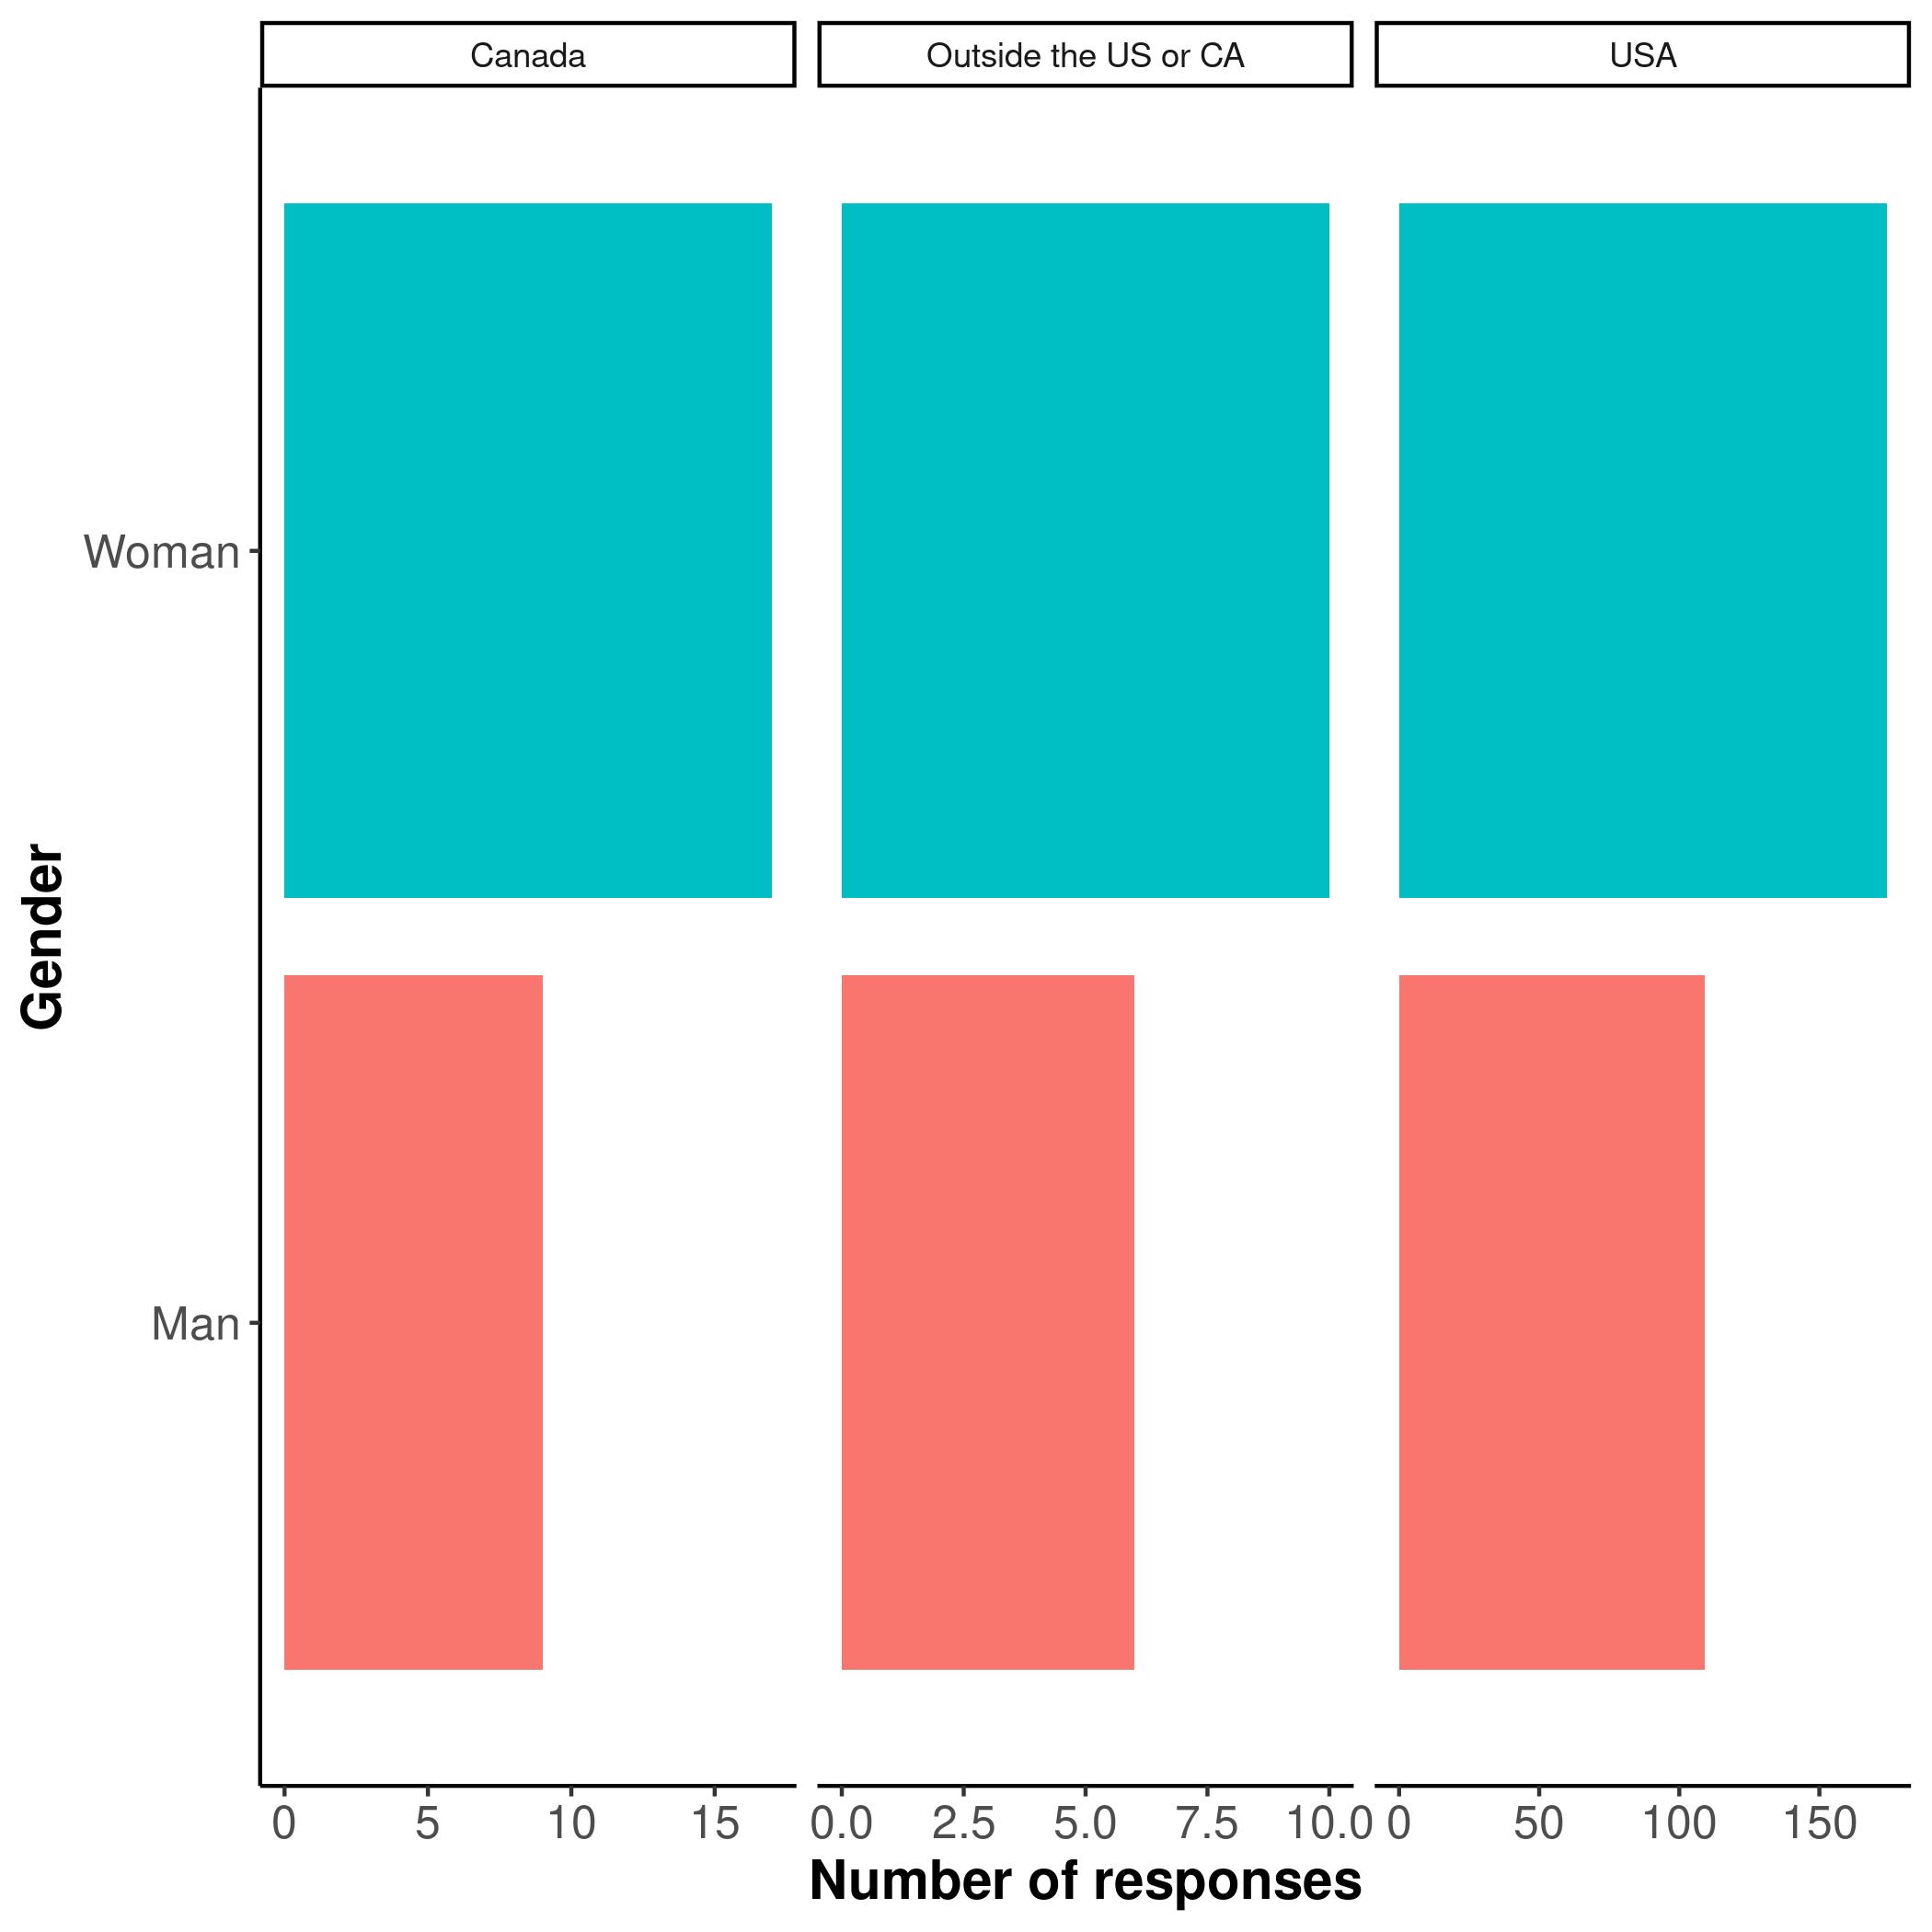 Canada
Outside the US or CA
USA
Gender
Woman
Man
0 5 10 15
0.0 2.5 5.0 7.5 10.0
0 50 100 150
Number of responses